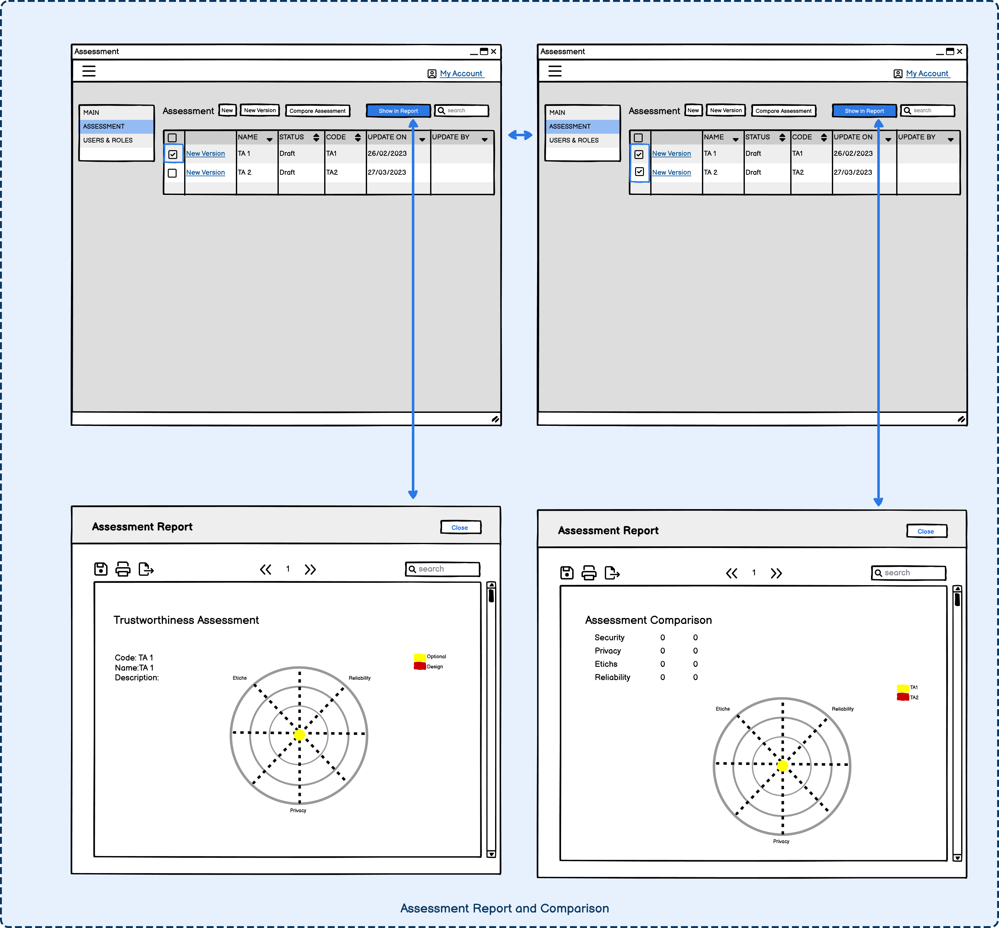 Assessment
My Account
MAIN
ASSESSMENT
USERS & ROLES
Assessment New New Version Compare Assessment Show in Report search
NAME STATUS CODE UPDATE ON UPDATE BY
New Version TA 1 Draft TA1 26/02/2023
New Version TA 2 Draft TA2 27/03/2023
Assessment
My Account
MAIN
ASSESSMENT
USERS & ROLES
Assessment New New Version Compare Assessment Show in Report search
NAME STATUS CODE UPDATE ON UPDATE BY
New Version TA 1 Draft TA1 26/02/2023
New Version TA 2 Draft TA2 27/03/2023
Assessment Report Close
1 search
Trustworthiness Assessment
Code: TA 1
Name:TA 1
Description:
Optional
Design
Etichs Reliability
Privacy
Assessment Report Close
1 search
Assessment Comparison
Security 0 0
Privacy 0 0
Etichs 0 0
Reliability 0 0
TA1
TA2
Etichs Reliability
Privacy
Assessment Report and Comparison